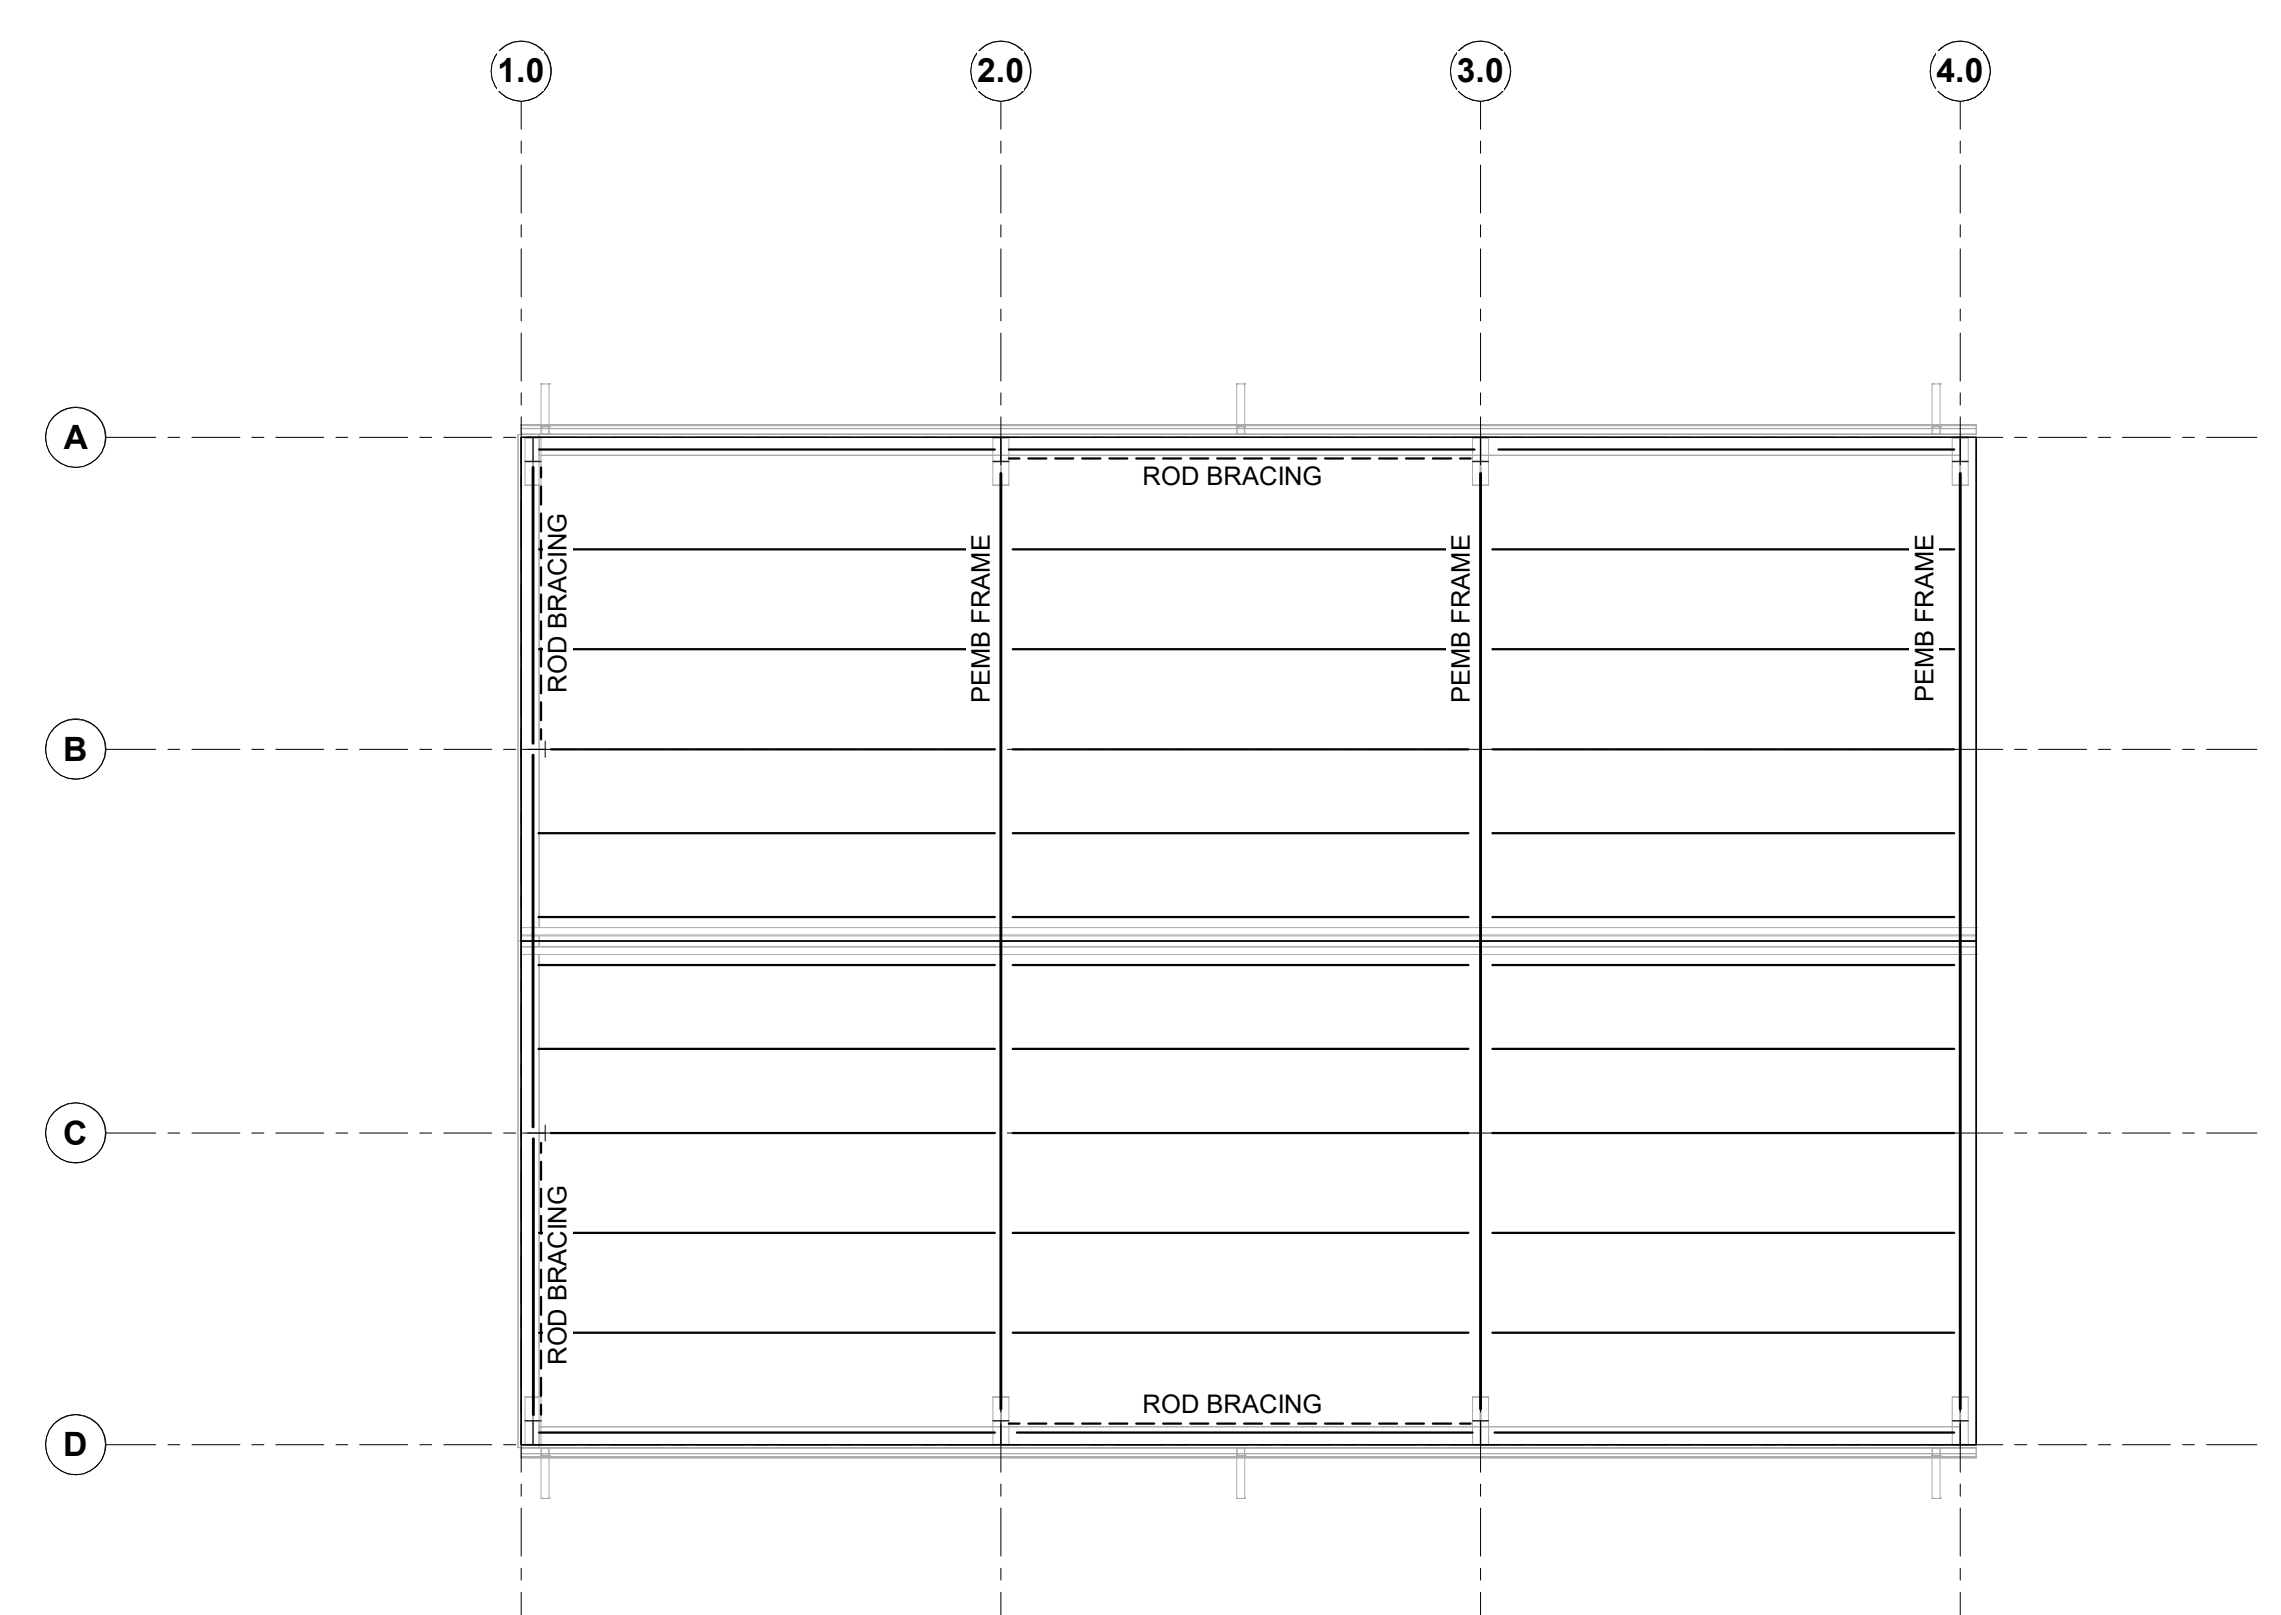 1.0
2.0
3.0
4.0
A
ROD BRACING
ROD BRACING
PEMB FRAME
PEMB FRAME
PEMB FRAME
B
C
ROD BRACING
ROD BRACING
D